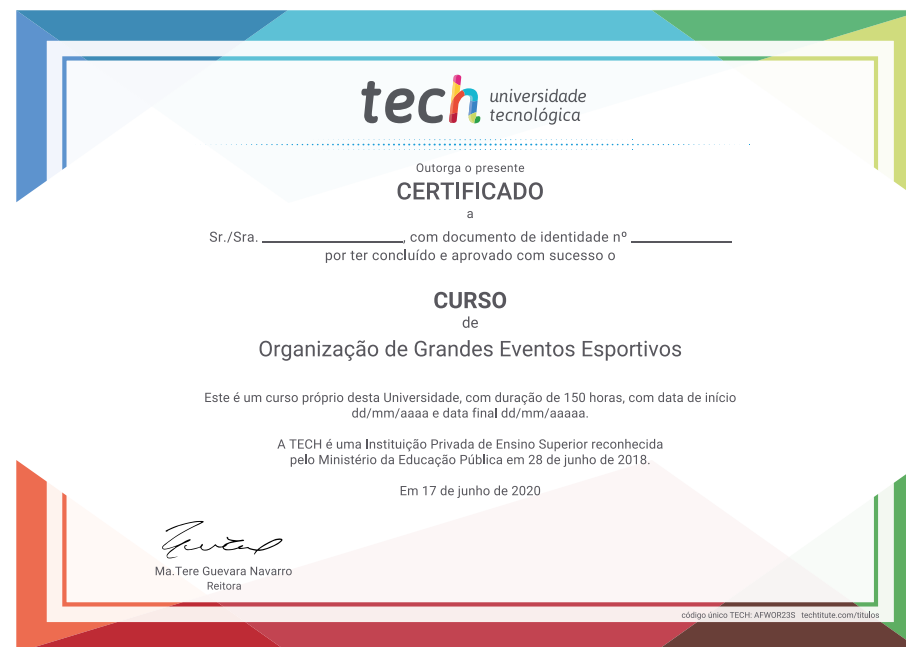 tech universidade
tecnológica
Outorga o presente
CERTIFICADO
a
Sr./Sra. ____________, com documento de identidade nº ____________
por ter concluído e aprovado com sucesso o
CURSO
de
Organização de Grandes Eventos Esportivos
Este é um curso próprio desta Universidade, com duração de 150 horas, com data de início
dd/mm/aaaa e data final dd/mm/aaaaa.
A TECH é uma Instituição Privada de Ensino Superior reconhecida
pelo Ministério da Educação Pública em 28 de junho de 2018.
Em 17 de junho de 2020
Ma.Tere Guevara Navarro
Reitora
código único TECH: AFWOR23S techtitute.com/títulos